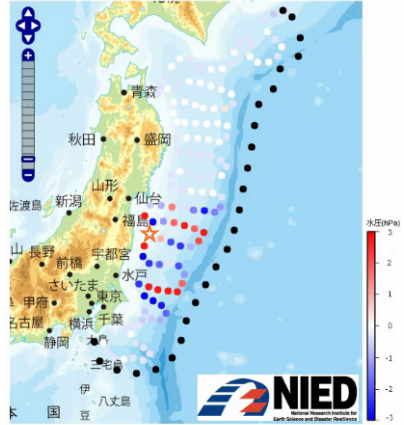 青森
秋田
盛岡
山形
仙台
佐渡島
新潟
福島
山
長野
宇都宮
前橋
水戸
さいたま
甲府
東京
名古屋
横浜
千葉
静岡
三宅島
伊
豆
八丈島
本
国
水圧(hPa)
3
2
1
0
-1
-2
-3
NIED
National Research Institute for
Earth Science and Disaster Resilience